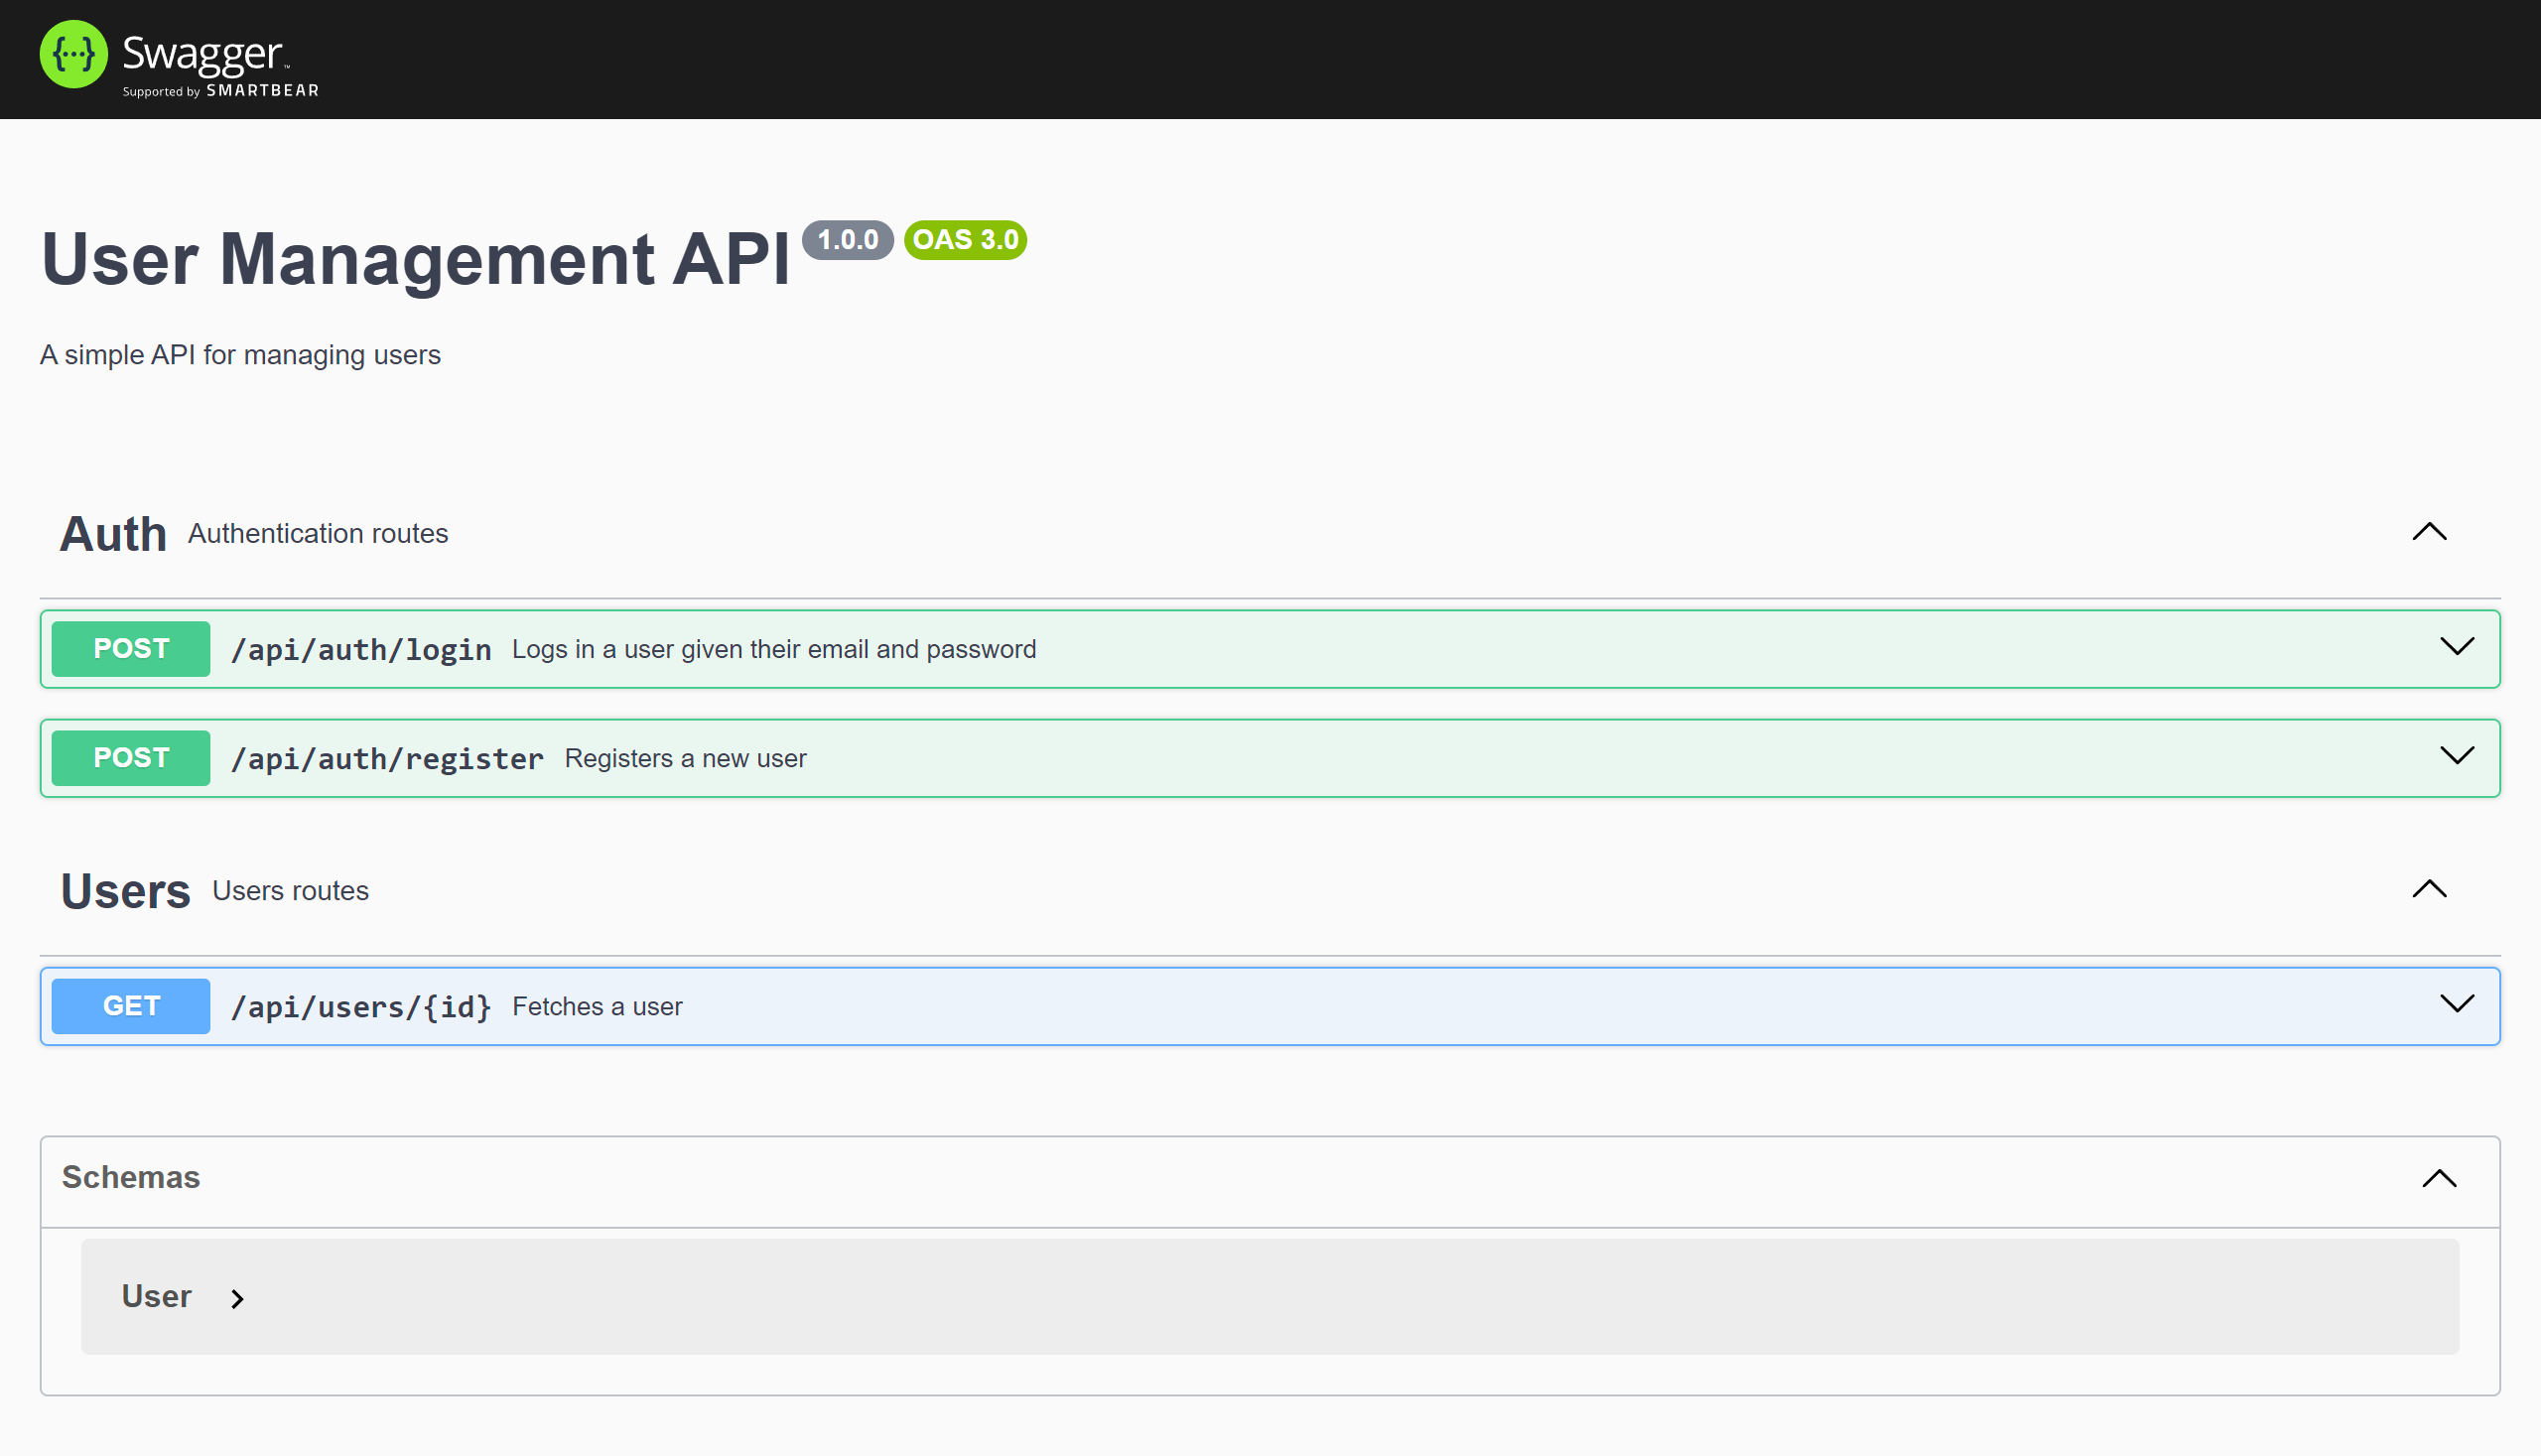 {···} Swagger™
Supported by SMARTBEAR
User Management API 1.0.0 OAS 3.0
A simple API for managing users
Auth Authentication routes
POST /api/auth/login Logs in a user given their email and password
POST /api/auth/register Registers a new user
Users Users routes
GET /api/users/{id} Fetches a user
Schemas
User